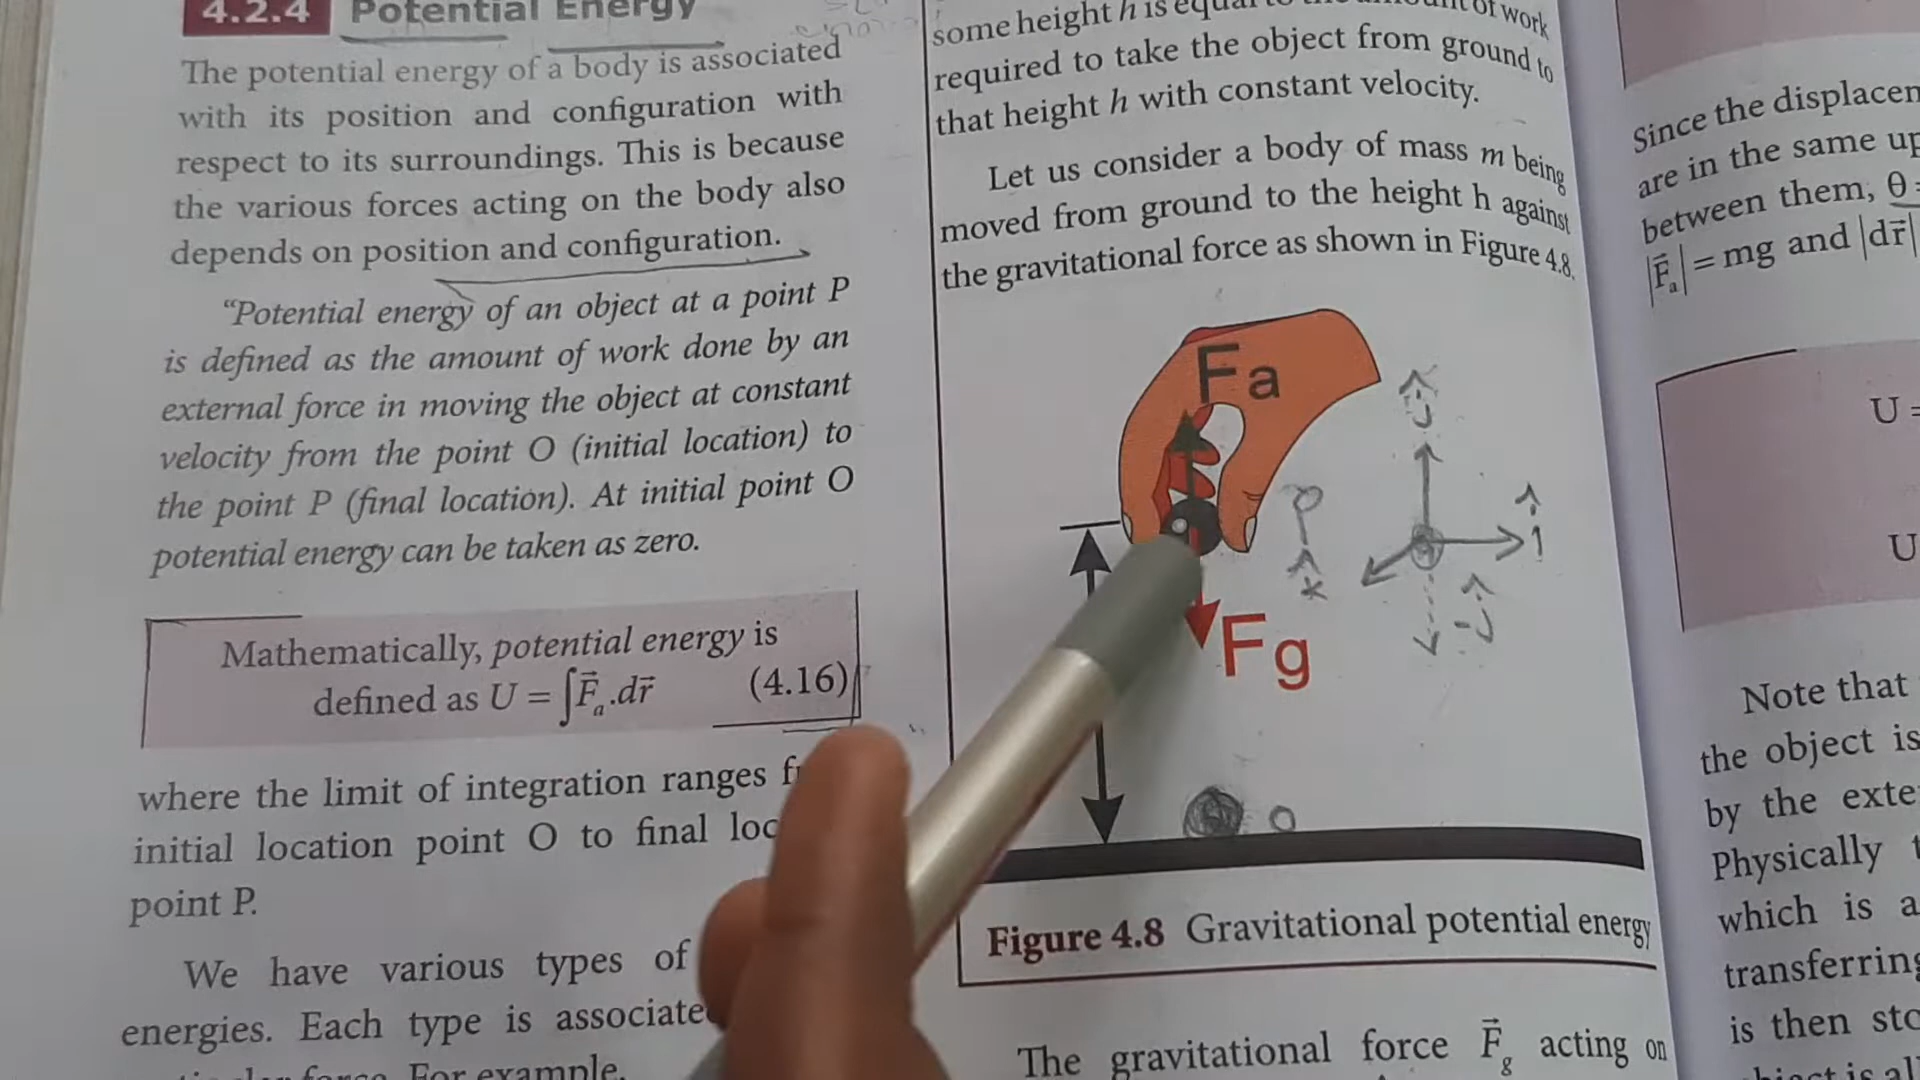 4.2.4 Potential Energy
The potential energy of a body is associated
with its position and configuration with
respect to its surroundings. This is because
the various forces acting on the body also
depends on position and configuration.
“Potential energy of an object at a point P
is defined as the amount of work done by an
external force in moving the object at constant
velocity from the point O (initial location) to
the point P (final location). At initial point O
potential energy can be taken as zero.
Mathematically, potential energy is
defined as U = ∫F⃗ₐ.dr⃗ (4.16)
where the limit of integration ranges
initial location point O to final
point P.
We have various types of
energies. Each type is
force. For example,
some height h is equal to the amount of work
required to take the object from ground to
that height h with constant velocity.
Let us consider a body of mass m being
moved from ground to the height h against
the gravitational force as shown in Figure 4.8.
Fa
P
ĵ
î
-ĵ
Fg
O
Figure 4.8 Gravitational potential energy
The gravitational force F⃗g acting on
Since the
are in the same
between them, θ =
|F⃗ₐ| = mg and |dr⃗|
U =
U
Note that
the object is
by the
Physically
which is a
is then